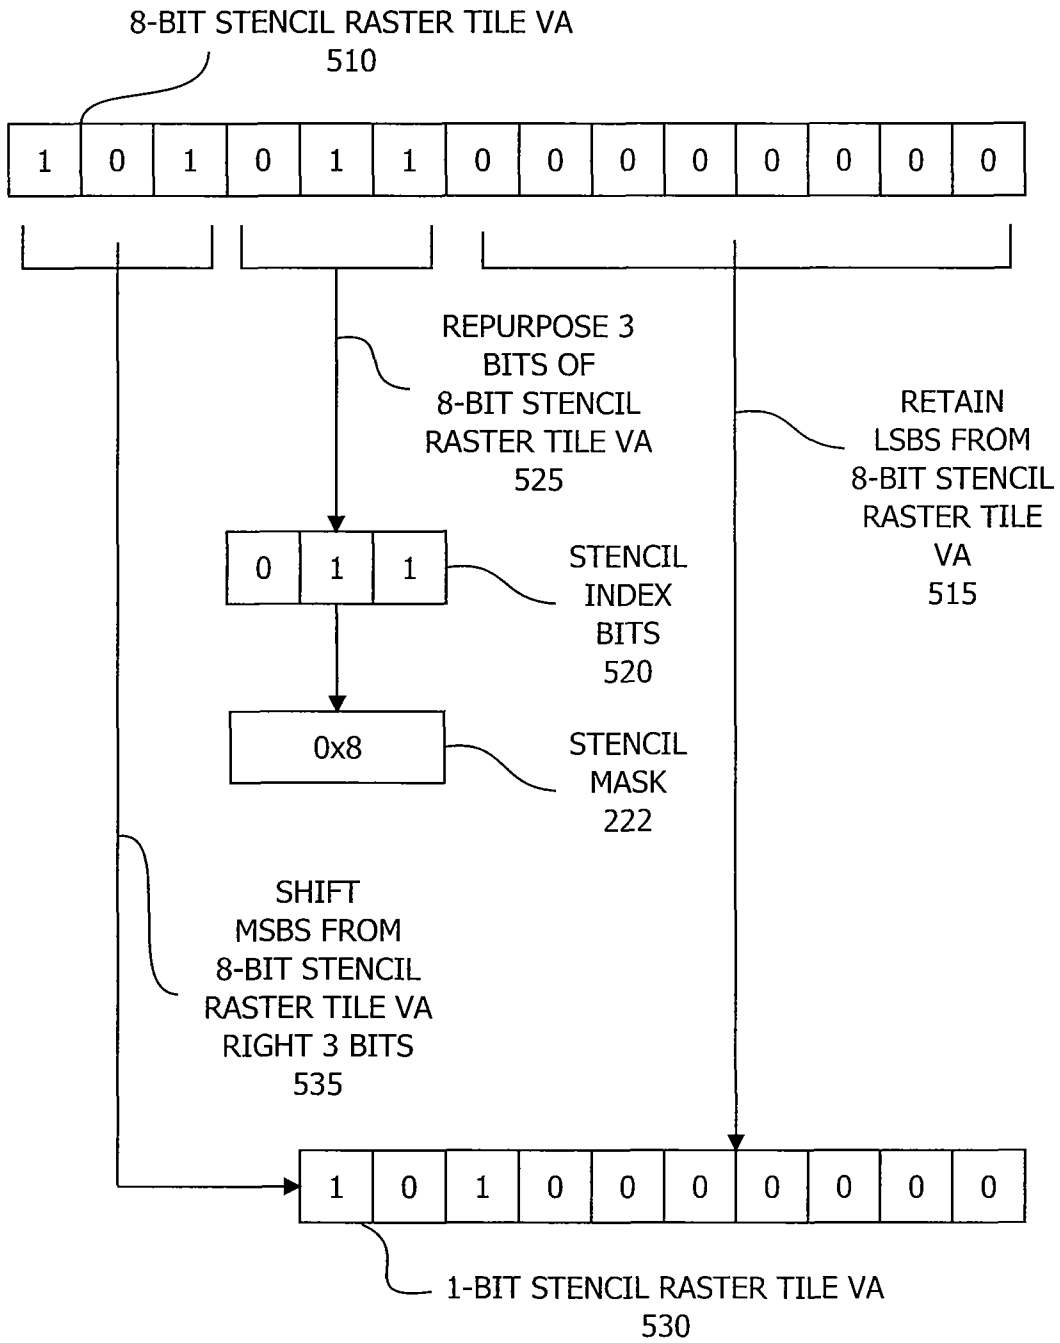 8-BIT STENCIL RASTER TILE VA
510
1 0 1 0 1 1 0 0 0 0 0 0 0 0
REPURPOSE 3
BITS OF
8-BIT STENCIL
RASTER TILE VA
525
RETAIN
LSBS FROM
8-BIT STENCIL
RASTER TILE
VA
515
0 1 1
STENCIL
INDEX
BITS
520
0x8
STENCIL
MASK
222
SHIFT
MSBS FROM
8-BIT STENCIL
RASTER TILE VA
RIGHT 3 BITS
535
1 0 1 0 0 0 0 0 0 0
1-BIT STENCIL RASTER TILE VA
530